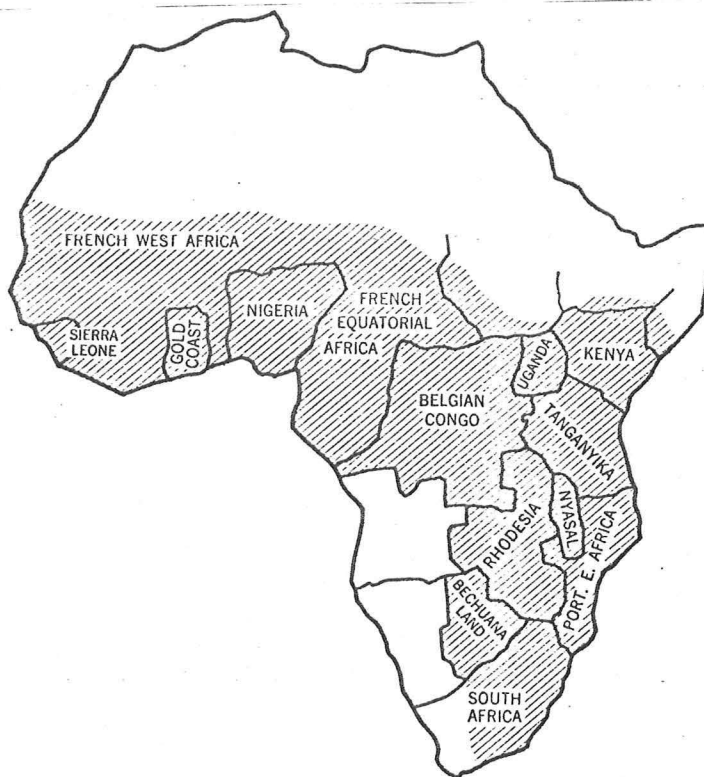 FRENCH WEST AFRICA
SIERRA
LEONE
GOLD
COAST
NIGERIA
FRENCH
EQUATORIAL
AFRICA
UGANDA
KENYA
BELGIAN
CONGO
TANGANYIKA
NYASAL
RHODESIA
PORT. E. AFRICA
BECHUANA
LAND
SOUTH
AFRICA